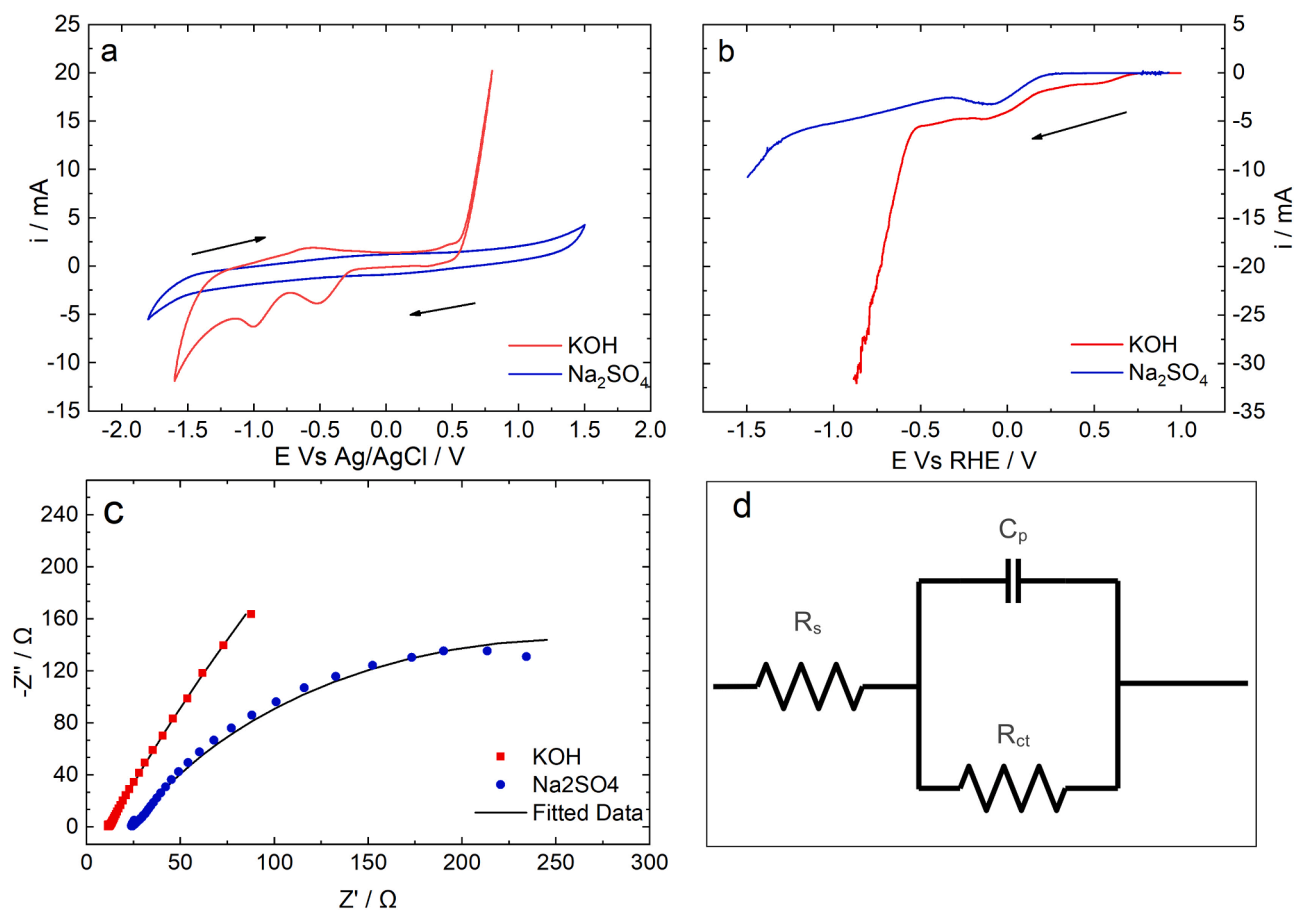 a
i / mA
20
15
10
5
0
-5
-10
-15
-2.0 -1.5 -1.0 -0.5 0.0 0.5 1.0 1.5 2.0
E Vs Ag/AgCl / V
KOH
Na₂SO₄
b
5
0
-5
-10
-15
-20
-25
-30
-35
i / mA
-1.5 -1.0 -0.5 0.0 0.5 1.0
E Vs RHE / V
KOH
Na₂SO₄
c
-Z'' / Ω
240
200
160
120
80
40
0
0 50 100 150 200 250 300
Z' / Ω
KOH
Na2SO4
Fitted Data
d
Cₚ
Rₛ
R꜀ₜ